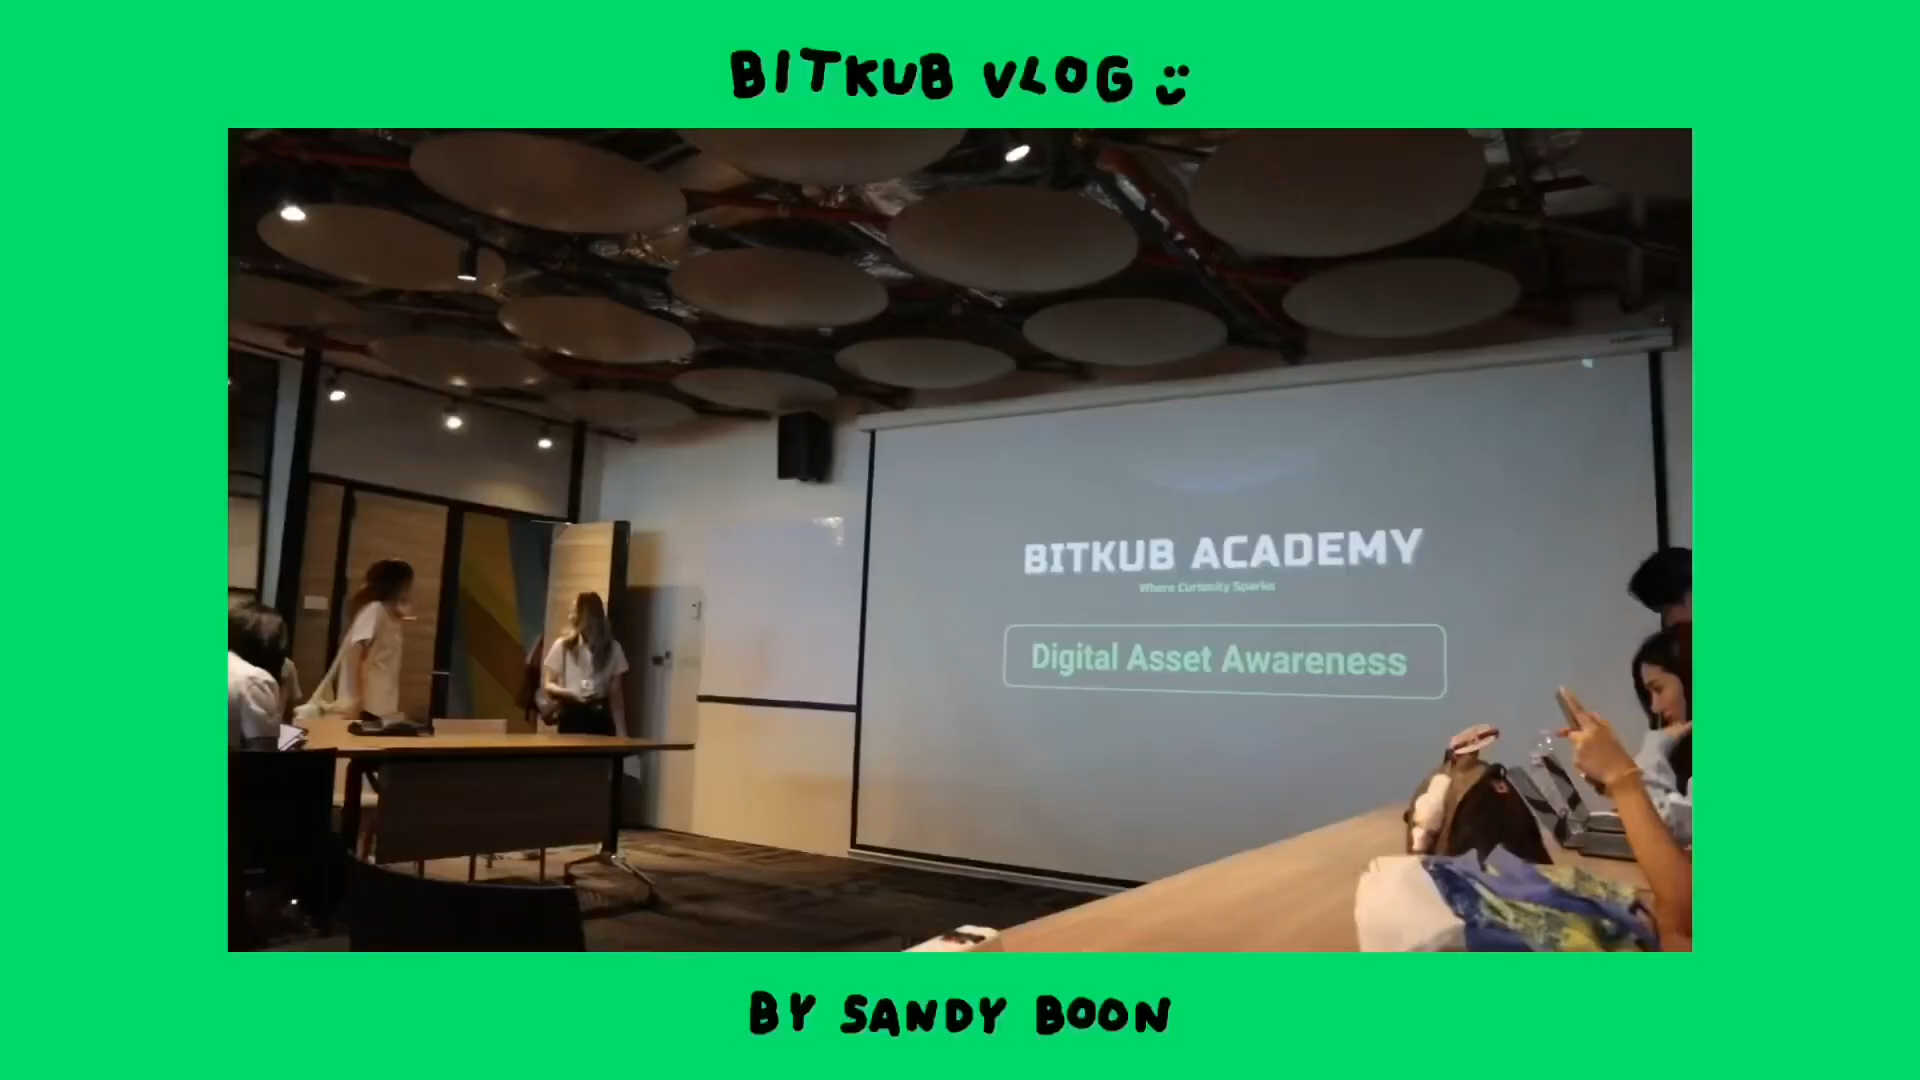 BITKUB VLOG
BITKUB ACADEMY
Where Curiosity Sparks
Digital Asset Awareness
BY SANDY BOON